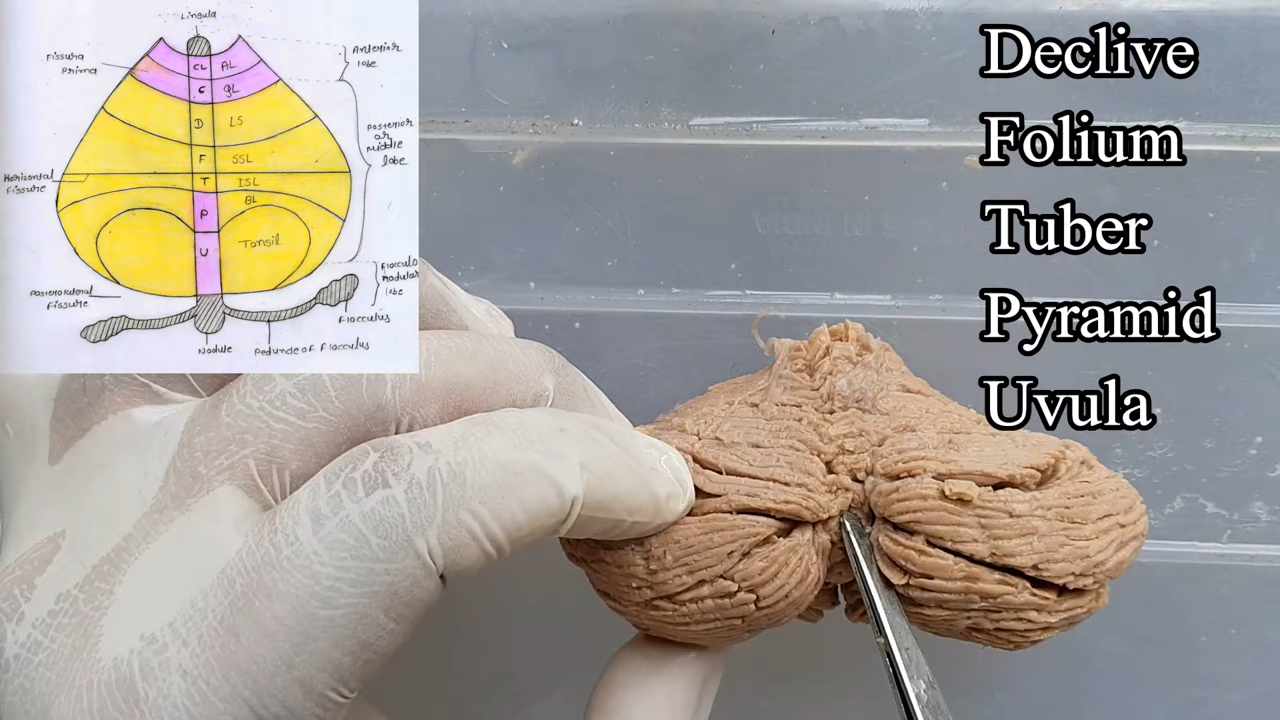 Lingula
Fissura
Prima
CL
AL
Anterior
lobe
C
QL
D
LS
Posterior
or
Middle
lobe
F
SSL
Horizontal
Fissure
T
ISL
BL
P
U
Tonsil
Flocculo
nodular
lobe
Posterolateral
Fissure
Flocculus
Nodule
Pedunde of Flocculus
Declive
Folium
Tuber
Pyramid
Uvula